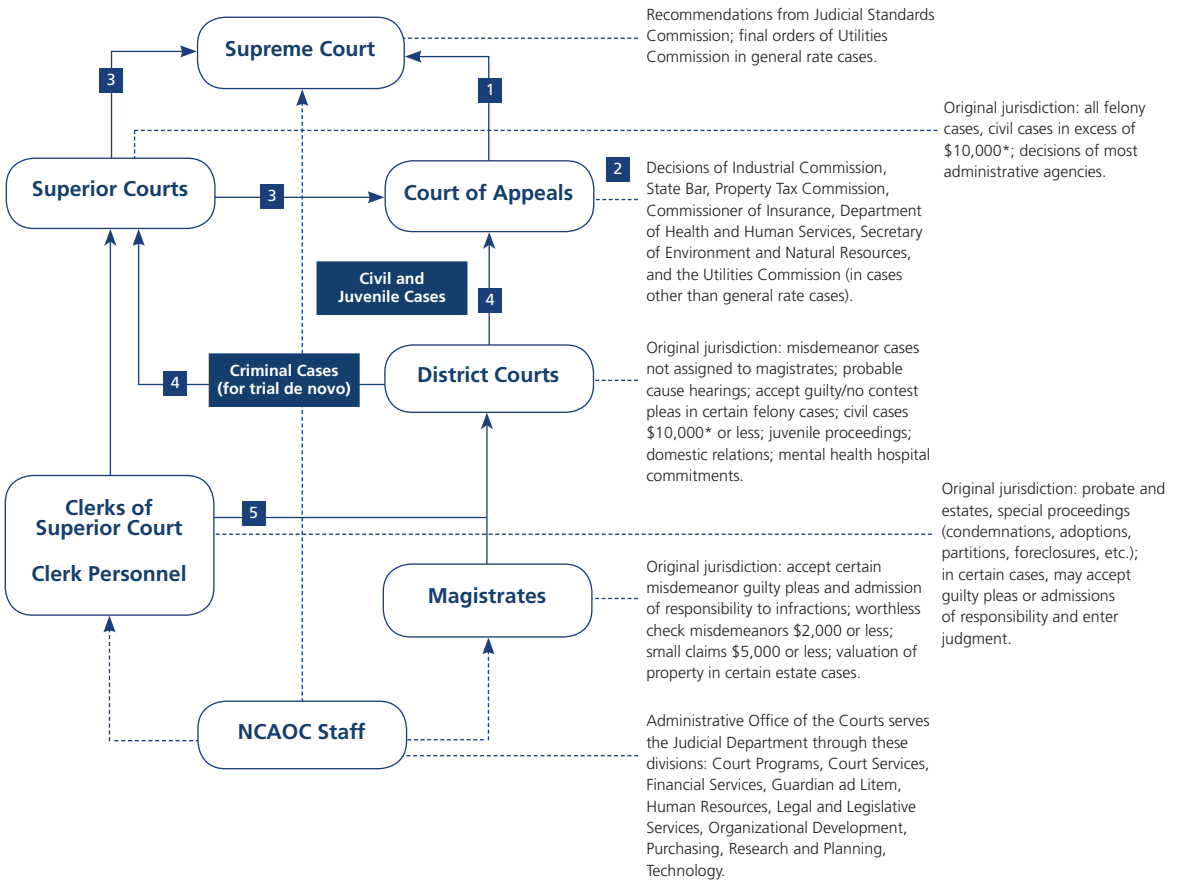 Supreme Court
Recommendations from Judicial Standards
Commission; final orders of Utilities
Commission in general rate cases.
3
1
Original jurisdiction: all felony
cases, civil cases in excess of
$10,000*; decisions of most
administrative agencies.
Superior Courts
3
Court of Appeals
2
Decisions of Industrial Commission,
State Bar, Property Tax Commission,
Commissioner of Insurance, Department
of Health and Human Services, Secretary
of Environment and Natural Resources,
and the Utilities Commission (in cases
other than general rate cases).
Civil and
Juvenile Cases
4
4
Criminal Cases
(for trial de novo)
District Courts
Original jurisdiction: misdemeanor cases
not assigned to magistrates; probable
cause hearings; accept guilty/no contest
pleas in certain felony cases; civil cases
$10,000* or less; juvenile proceedings;
domestic relations; mental health hospital
commitments.
Clerks of
Superior Court
Clerk Personnel
5
Original jurisdiction: probate and
estates, special proceedings
(condemnations, adoptions,
partitions, foreclosures, etc.);
in certain cases, may accept
guilty pleas or admissions
of responsibility and enter
judgment.
Magistrates
Original jurisdiction: accept certain
misdemeanor guilty pleas and admission
of responsibility to infractions; worthless
check misdemeanors $2,000 or less;
small claims $5,000 or less; valuation of
property in certain estate cases.
NCAOC Staff
Administrative Office of the Courts serves
the Judicial Department through these
divisions: Court Programs, Court Services,
Financial Services, Guardian ad Litem,
Human Resources, Legal and Legislative
Services, Organizational Development,
Purchasing, Research and Planning,
Technology.